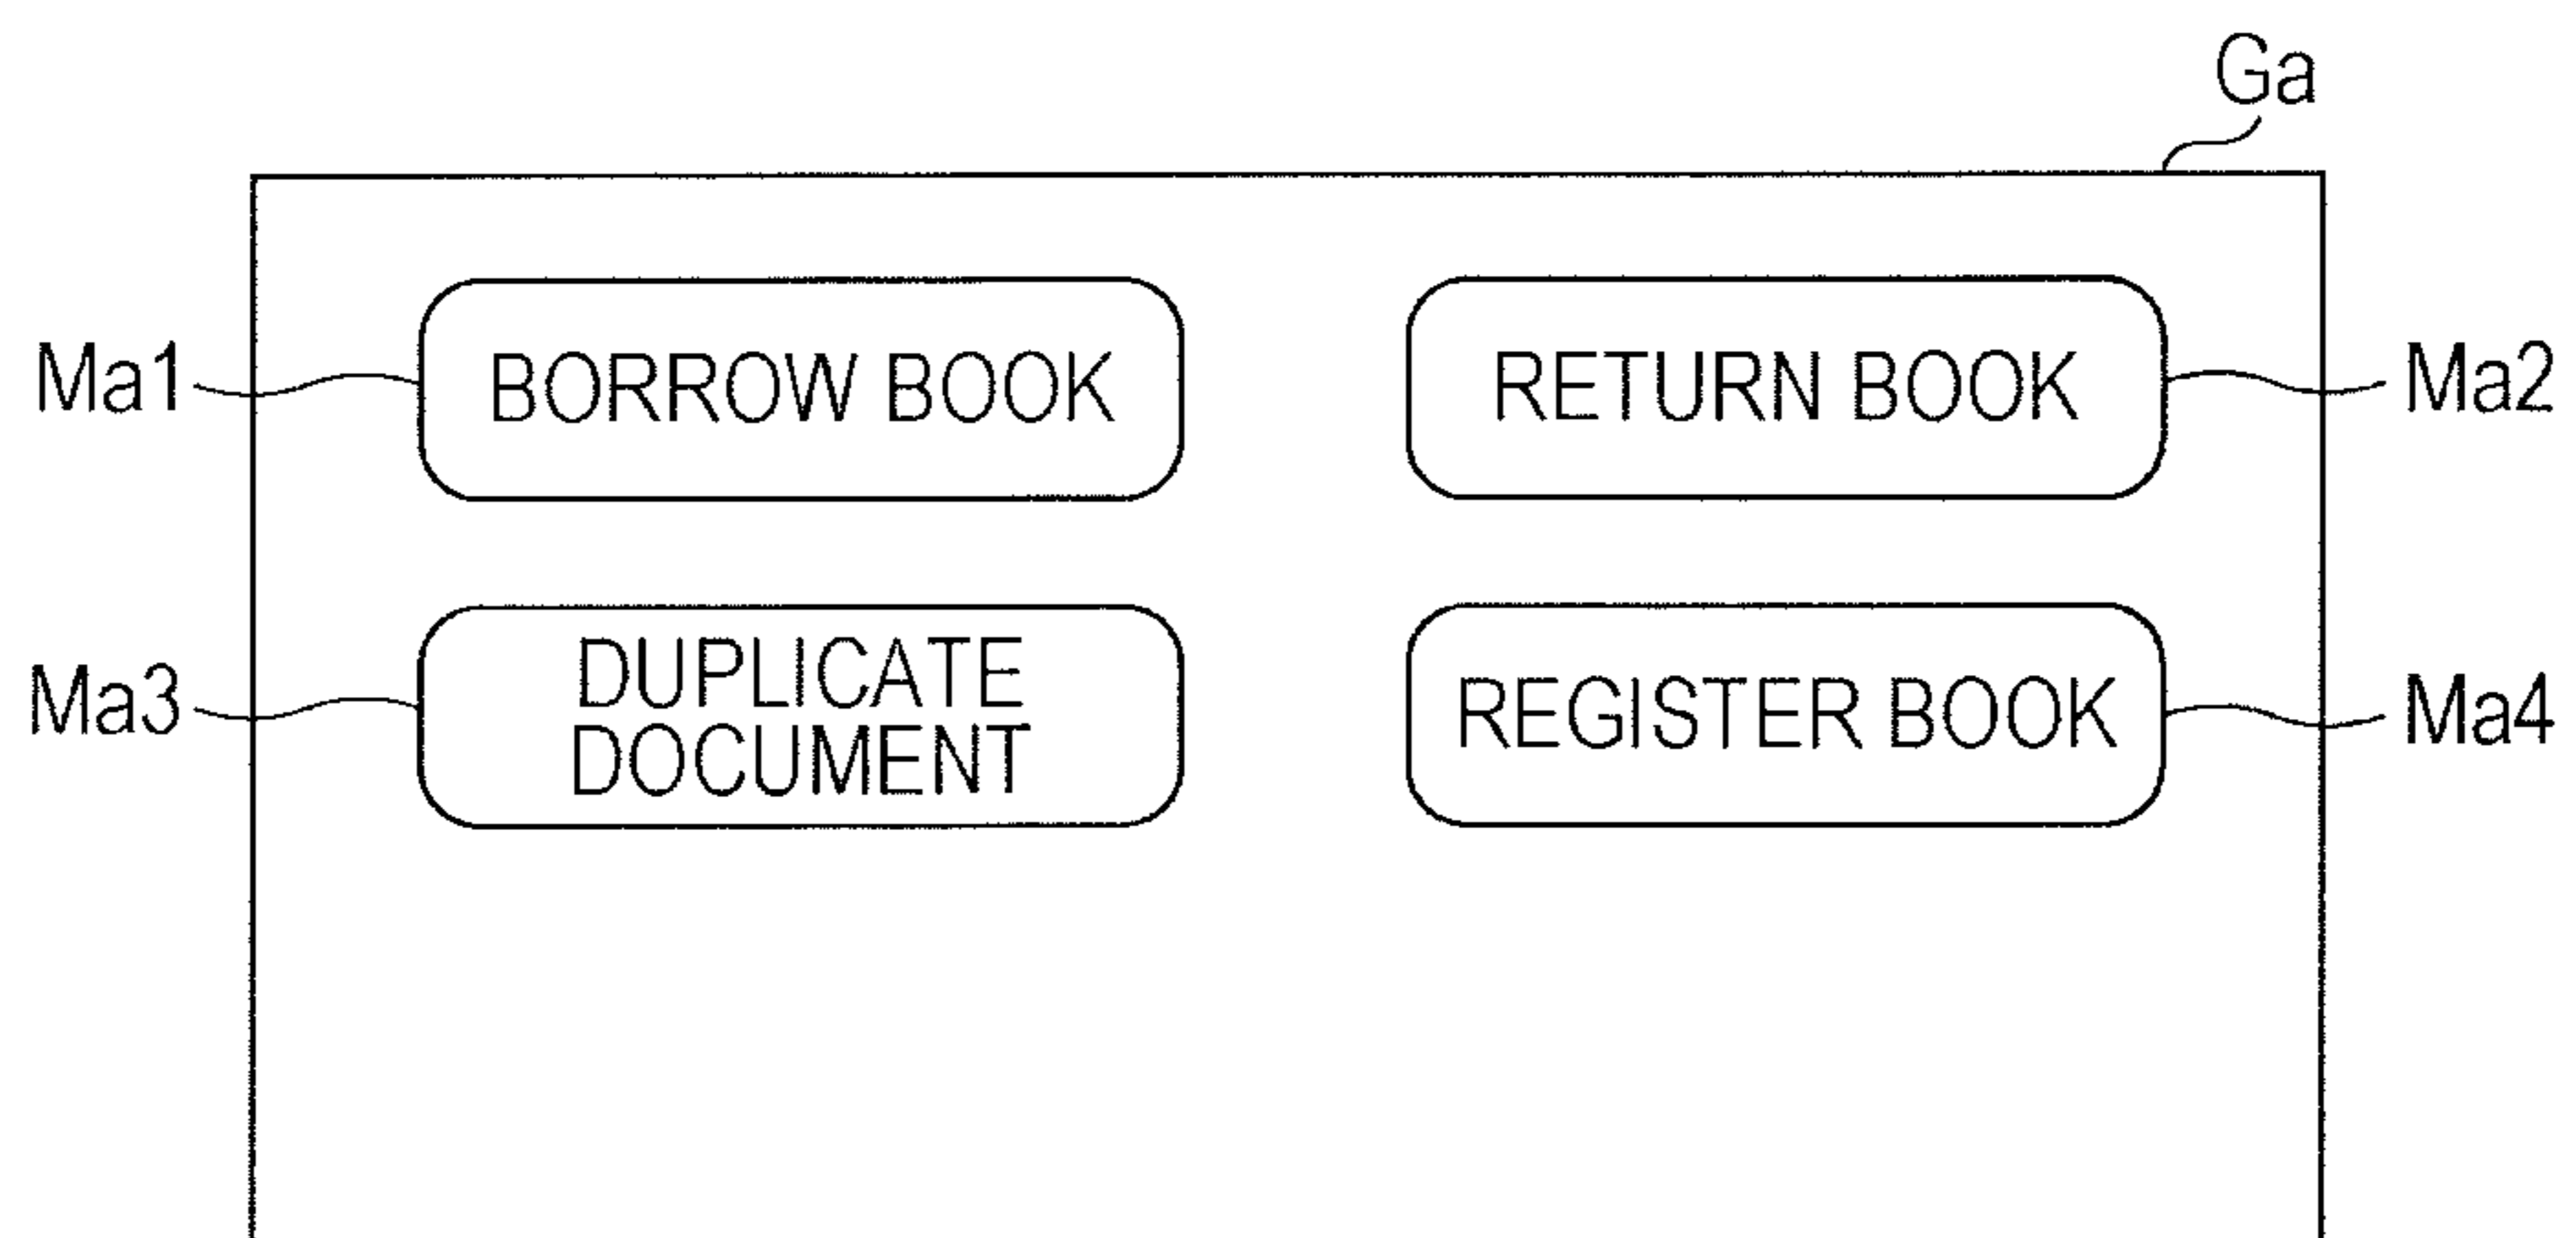 Ga
Ma1 BORROW BOOK RETURN BOOK Ma2
Ma3 DUPLICATE DOCUMENT REGISTER BOOK Ma4